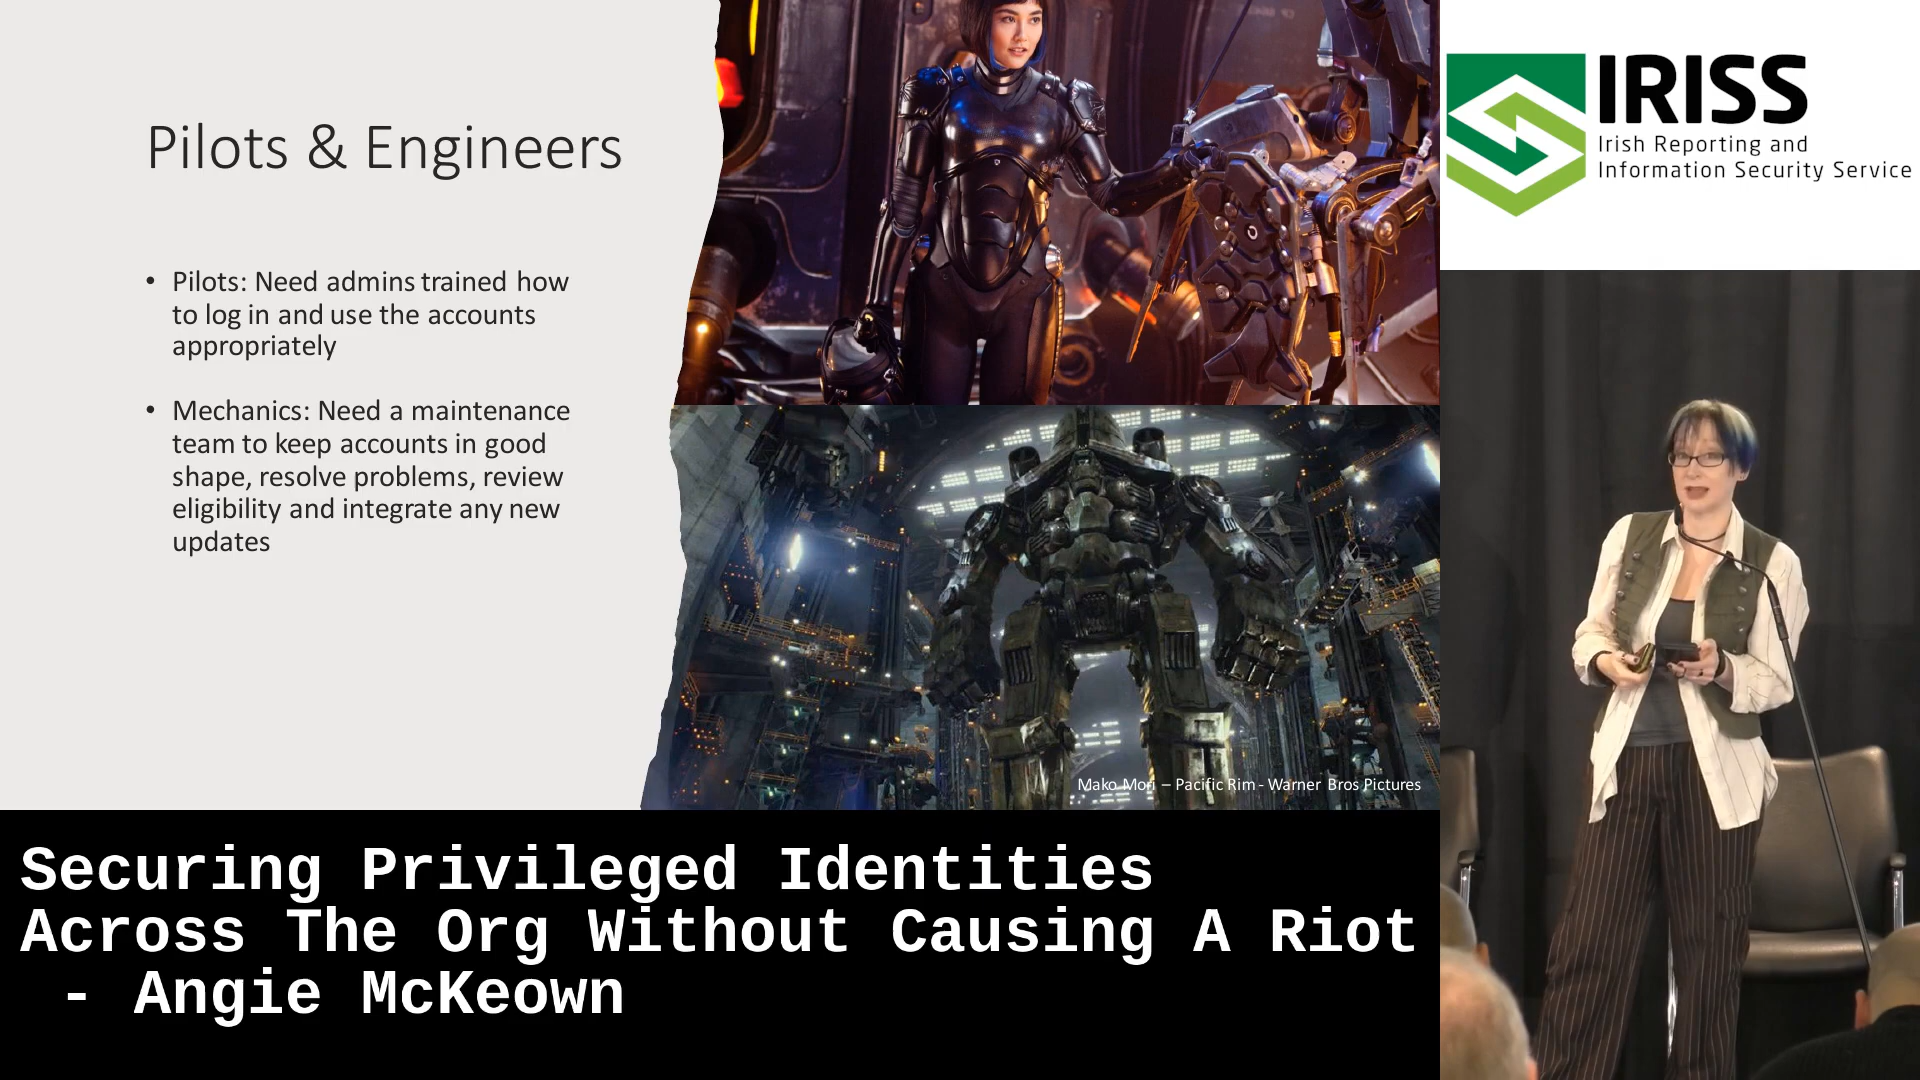 Pilots & Engineers
• Pilots: Need admins trained how
to log in and use the accounts
appropriately
• Mechanics: Need a maintenance
team to keep accounts in good
shape, resolve problems, review
eligibility and integrate any new
updates
Mako Mori – Pacific Rim - Warner Bros Pictures
IRISS
Irish Reporting and
Information Security Service
Securing Privileged Identities
Across The Org Without Causing A Riot
- Angie McKeown